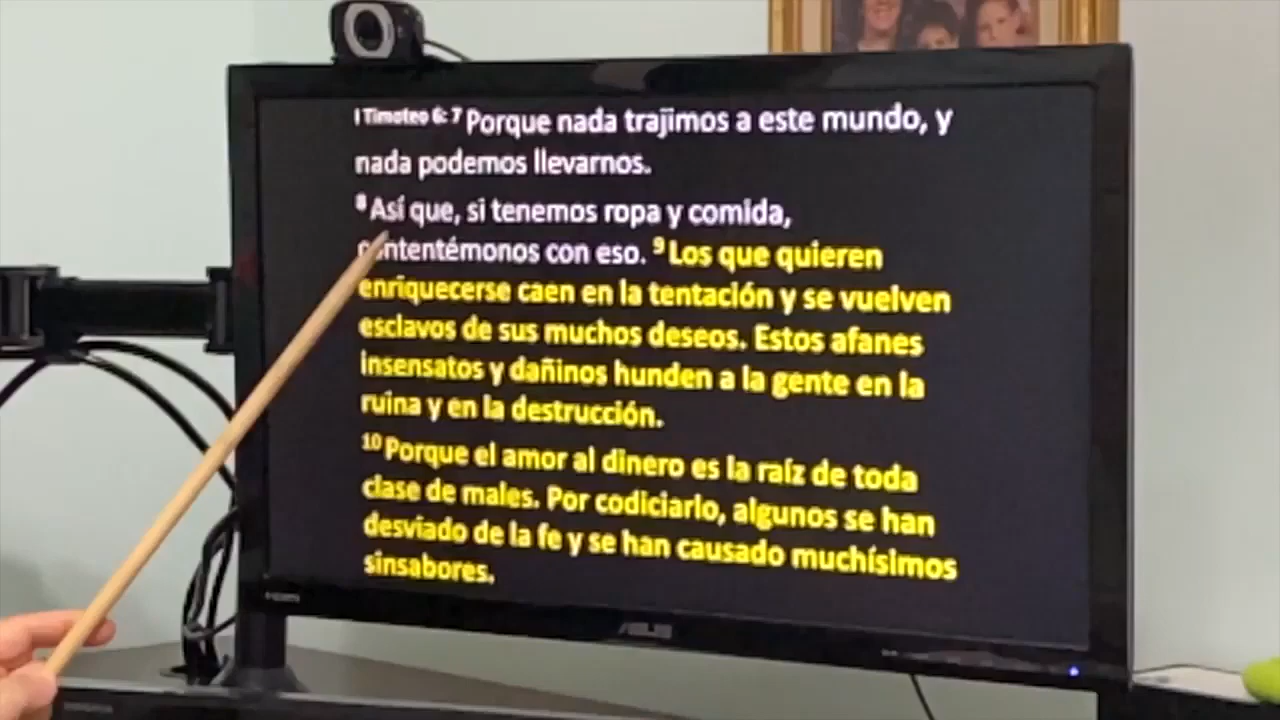 I Timoteo 6: 7 Porque nada trajimos a este mundo, y
nada podemos llevarnos.
8 Así que, si tenemos ropa y comida,
contentémonos con eso. 9 Los que quieren
enriquecerse caen en la tentación y se vuelven
esclavos de sus muchos deseos. Estos afanes
insensatos y dañinos hunden a la gente en la
ruina y en la destrucción.
10 Porque el amor al dinero es la raíz de toda
clase de males. Por codiciarlo, algunos se han
desviado de la fe y se han causado muchísimos
sinsabores.
HDMI